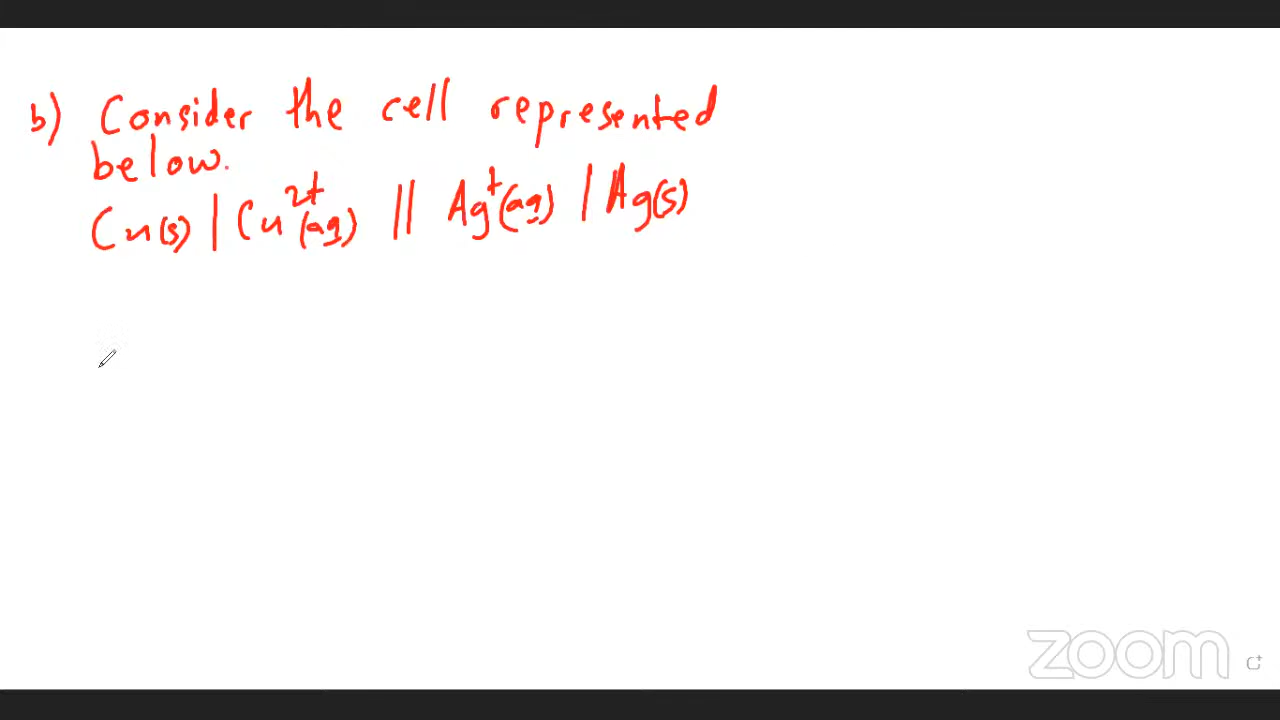 b) Consider the cell represented
below.
Cu(s) | Cu²⁺(aq) || Ag⁺(aq) | Ag(s)
zoom